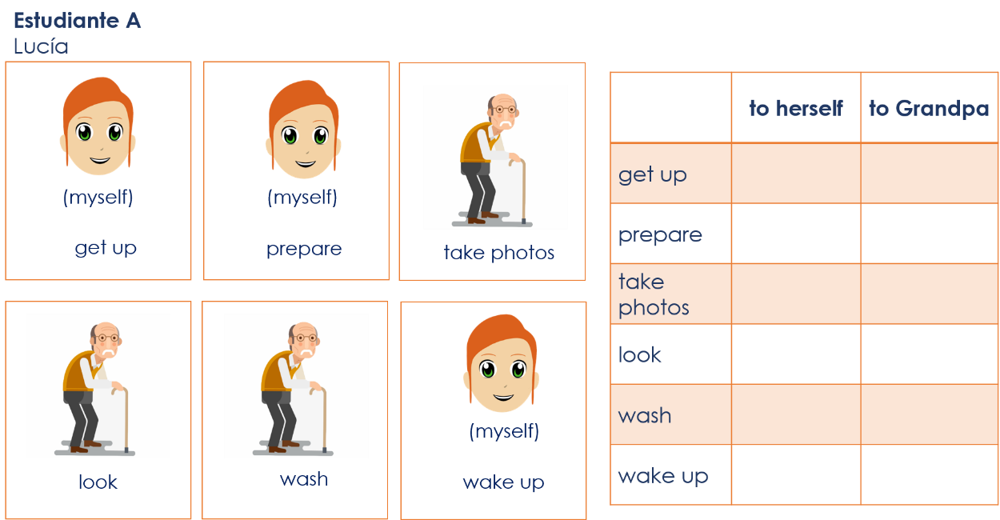 Estudiante A
Lucía
(myself)
get up
(myself)
prepare
take photos
look
wash
(myself)
wake up
to herself to Grandpa
get up
prepare
take
photos
look
wash
wake up